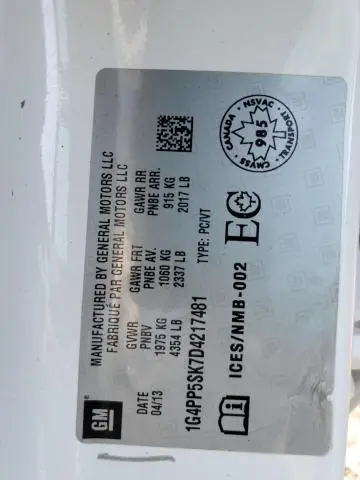 GM
MANUFACTURED BY GENERAL MOTORS LLC
FABRIQUÉ PAR GENERAL MOTORS LLC
DATE GVWR GAWR FRT GAWR RR
04/13 PNBV PNBE AV. PNBE ARR.
1975 KG 1060 KG 915 KG
4354 LB 2337 LB 2017 LB
1G4PP5SK7D4217481 TYPE: PC/VT
ICES/NMB-002
NSVAC
CANADA
985
TRANSPORT
CMVSS